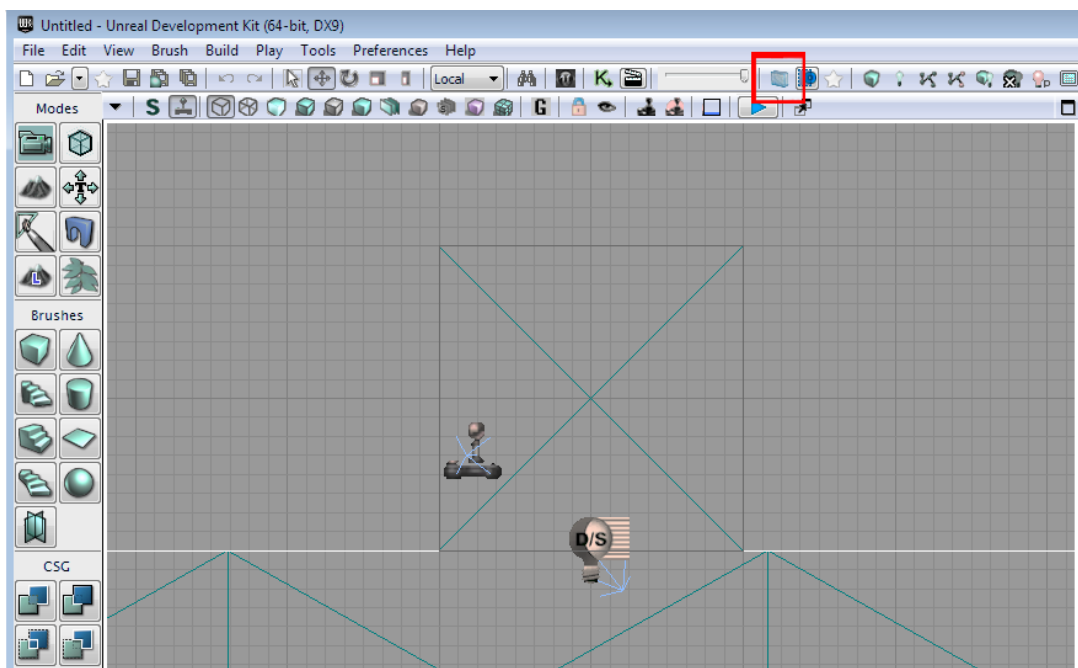 Untitled - Unreal Development Kit (64-bit, DX9)
File Edit View Brush Build Play Tools Preferences Help
Local
Modes
S
G
T
L
Brushes
D/S
CSG